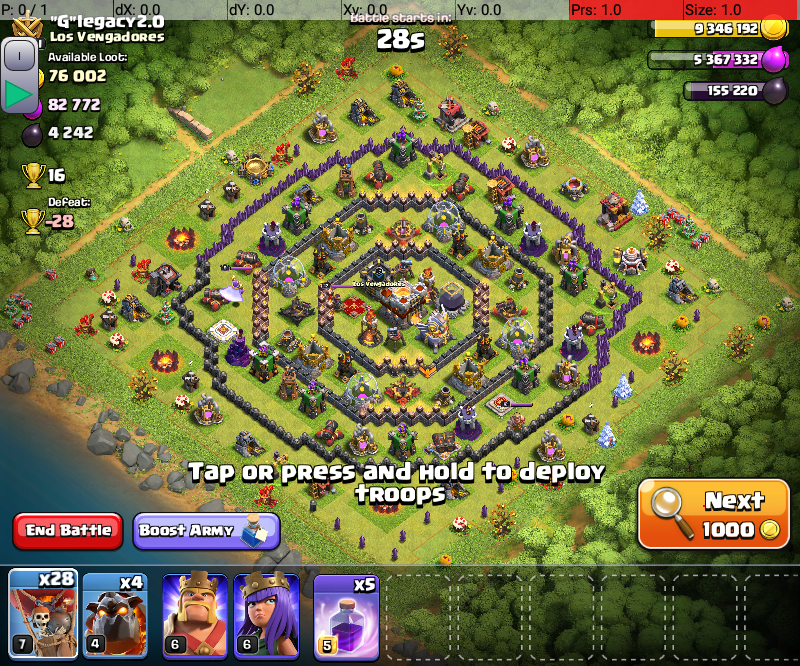 P: 0 / 1 dX: 0.0 dY: 0.0 Xv: 0.0 Yv: 0.0 Prs: 1.0 Size: 1.0
"G"legacy2.0
Los Vengadores
Battle starts in:
28s
Available Loot:
76 002
82 772
4 242
16
Defeat:
-28
9 346 192
5 367 332
155 220
Los Vengadores
Tap or press and hold to deploy
troops
End Battle
Boost Army
Next
1000
x28
x4
x5
7
4
6
6
5